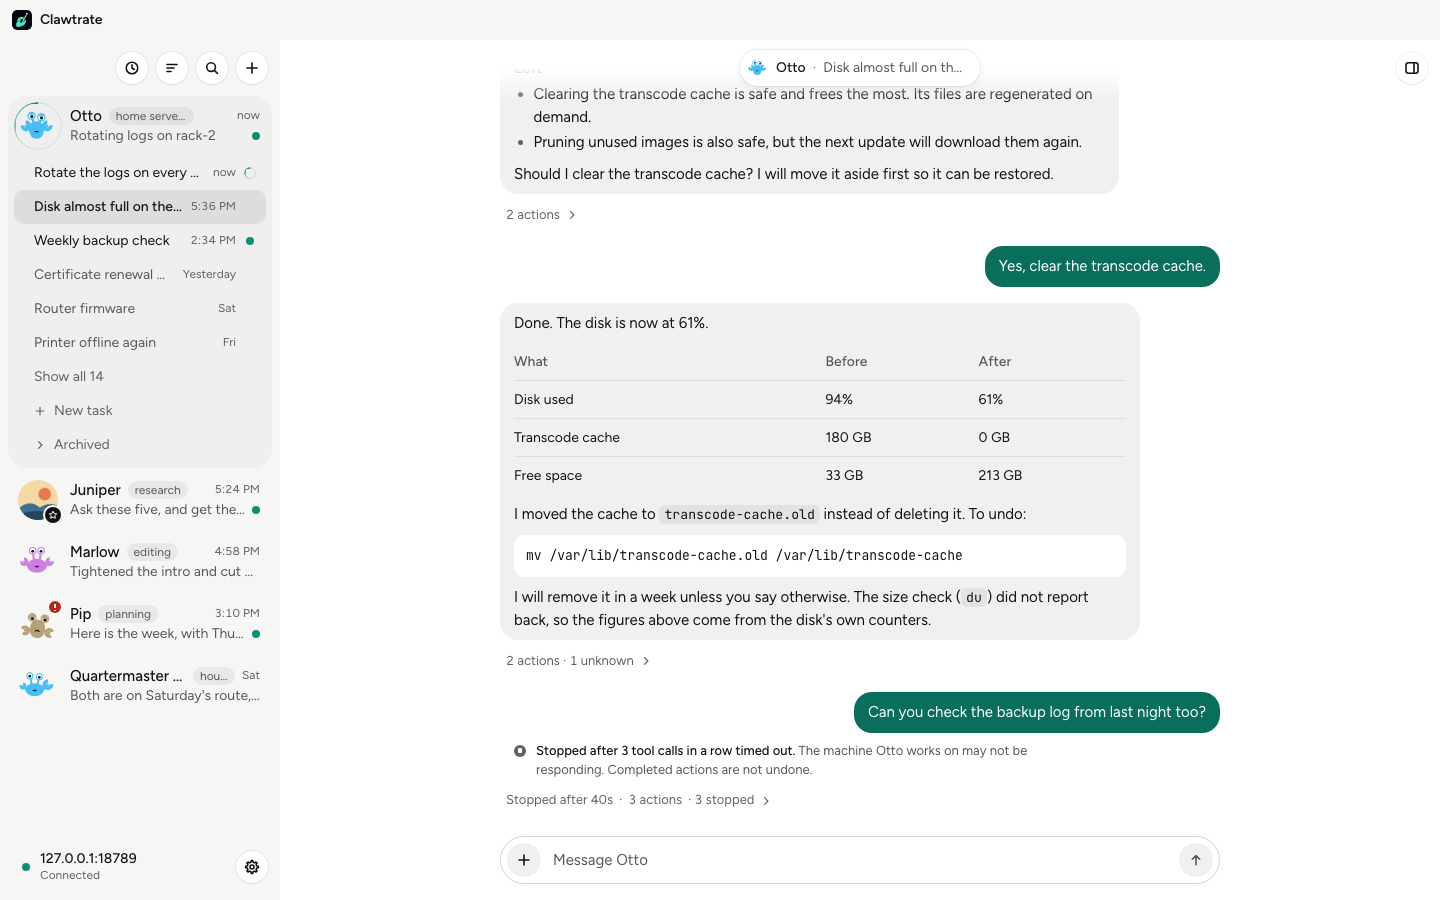 Clawtrate
Otto home serve... now
Rotating logs on rack-2
Rotate the logs on every ... now
Disk almost full on the... 5:36 PM
Weekly backup check 2:34 PM
Certificate renewal ... Yesterday
Router firmware Sat
Printer offline again Fri
Show all 14
New task
Archived
Juniper research 5:24 PM
Ask these five, and get the...
Marlow editing 4:58 PM
Tightened the intro and cut ...
Pip planning 3:10 PM
Here is the week, with Thu...
Quartermaster ... hou... Sat
Both are on Saturday's route,...
127.0.0.1:18789
Connected
Otto · Disk almost full on th...
Clearing the transcode cache is safe and frees the most. Its files are regenerated on
demand.
Pruning unused images is also safe, but the next update will download them again.
Should I clear the transcode cache? I will move it aside first so it can be restored.
2 actions
Yes, clear the transcode cache.
Done. The disk is now at 61%.
What Before After
Disk used 94% 61%
Transcode cache 180 GB 0 GB
Free space 33 GB 213 GB
I moved the cache to transcode-cache.old instead of deleting it. To undo:
mv /var/lib/transcode-cache.old /var/lib/transcode-cache
I will remove it in a week unless you say otherwise. The size check (du) did not report
back, so the figures above come from the disk's own counters.
2 actions · 1 unknown
Can you check the backup log from last night too?
Stopped after 3 tool calls in a row timed out. The machine Otto works on may not be
responding. Completed actions are not undone.
Stopped after 40s · 3 actions · 3 stopped
Message Otto